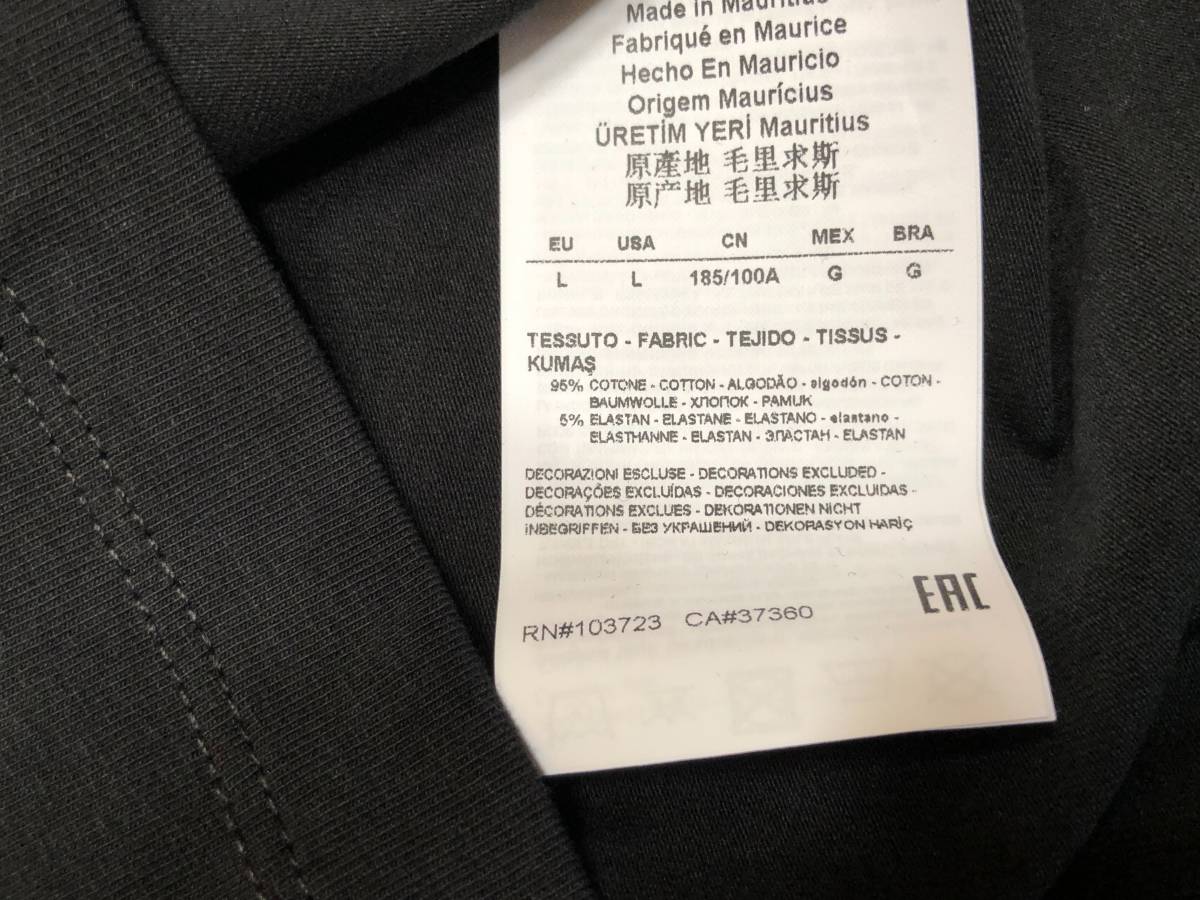 Made in Mauritius
Fabriqué en Maurice
Hecho En Mauricio
Origem Maurícius
ÜRETİM YERİ Mauritius
原產地 毛里求斯
原产地 毛里求斯
EU USA CN MEX BRA
L L 185/100A G G
TESSUTO - FABRIC - TEJIDO - TISSUS -
KUMAŞ
95% COTONE - COTTON - ALGODÃO - algodón - COTON -
BAUMWOLLE - ХЛОПОК - PAMUK
5% ELASTAN - ELASTANE - ELASTANO - elastano -
ELASTHANNE - ELASTAN - ЭЛАСТАН - ELASTAN
DECORAZIONI ESCLUSE - DECORATIONS EXCLUDED -
DECORAÇÕES EXCLUÍDAS - DECORACIONES EXCLUIDAS -
DÉCORATIONS EXCLUES - DEKORATIONEN NICHT
INBEGRIFFEN - БЕЗ УКРАШЕНИЙ - DEKORASYON HARİÇ
EAC
RN#103723 CA#37360